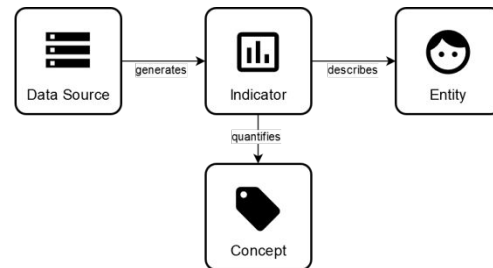 Data Source
generates
Indicator
describes
Entity
quantifies
Concept